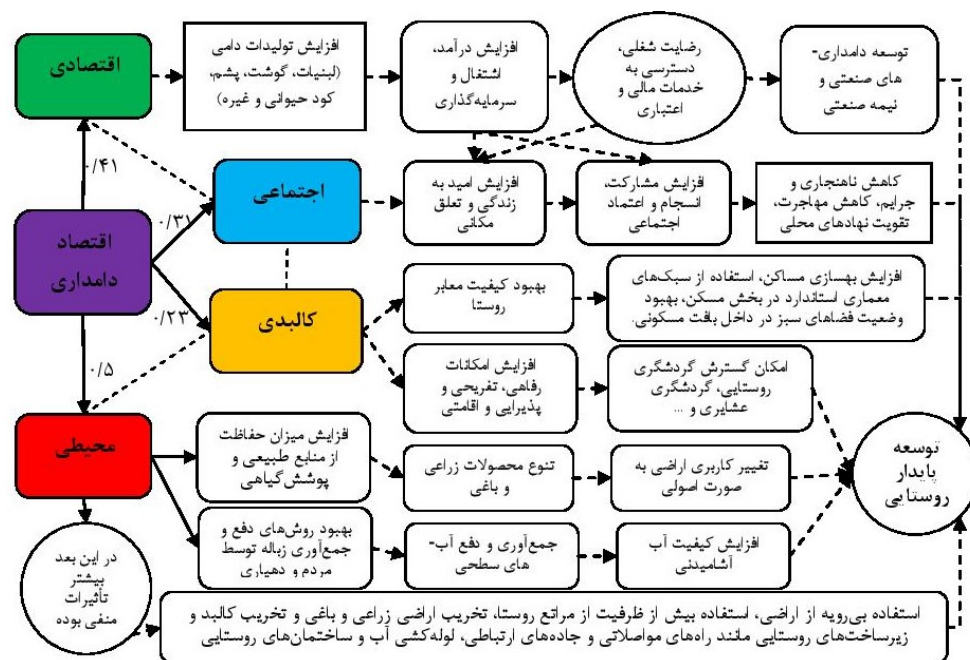 اقتصادی
افزایش تولیدات دامی
(لبنیات، گوشت، پشم،
کود حیوانی و غیره)
افزایش درآمد،
اشتغال و
سرمایه‌گذاری
رضایت شغلی،
دسترسی به
خدمات مالی و
اعتباری
توسعه دامداری-
های صنعتی و
نیمه صنعتی
۰/۴۱
اجتماعی
افزایش امید به
زندگی و تعلق
مکانی
افزایش مشارکت،
انسجام و اعتماد
اجتماعی
کاهش ناهنجاری و
جرایم، کاهش مهاجرت،
تقویت نهادهای محلی
۰/۳۱
اقتصاد
دامداری
۰/۲۳
کالبدی
بهبود کیفیت معابر
روستا
افزایش بهسازی مساکن، استفاده از سبک‌های
معماری استاندارد در بخش مسکن، بهبود
وضعیت فضاهای سبز در داخل بافت مسکونی.
افزایش امکانات
رفاهی، تفریحی و
پذیرایی و اقامتی
امکان گسترش گردشگری
روستایی، گردشگری
عشایری و ...
۰/۵
محیطی
افزایش میزان حفاظت
از منابع طبیعی و
پوشش‌گیاهی
تنوع محصولات زراعی
و باغی
تغییر کاربری اراضی به
صورت اصولی
توسعه
پایدار
روستایی
بهبود روش‌های دفع و
جمع‌آوری زباله توسط
مردم و دهیاری
جمع‌آوری و دفع آب-
های سطحی
افزایش کیفیت آب
آشامیدنی
در این بعد
بیشتر
تأثیرات
منفی بوده
استفاده بی‌رویه از اراضی، استفاده بیش از ظرفیت از مراتع روستا، تخریب اراضی زراعی و باغی و تخریب کالبد و
زیرساخت‌های روستایی مانند راه‌های مواصلاتی و جاده‌های ارتباطی، لوله‌کشی آب و ساختمان‌های روستایی